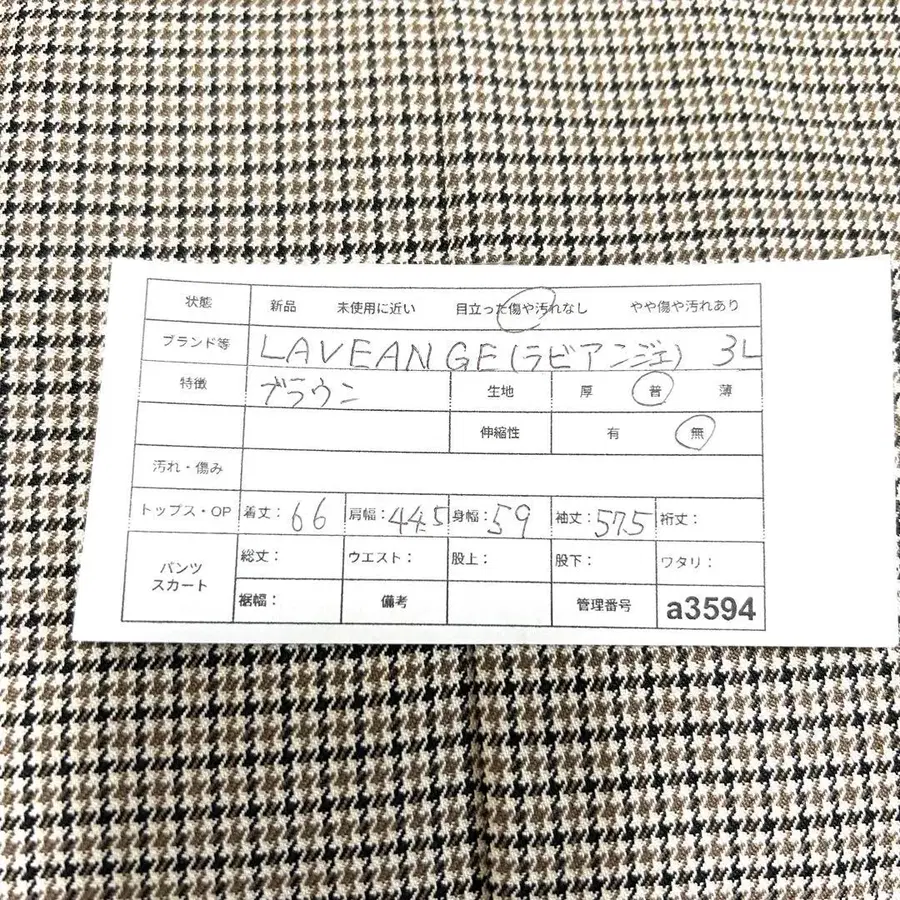 状態 新品 未使用に近い 目立った傷や汚れなし やや傷や汚れあり
ブランド等 LAVEANGE(ラビアンジェ) 3L
特徴 ブラウン 生地 厚 普 薄
伸縮性 有 無
汚れ・傷み
トップス・OP 着丈：66 肩幅：44.5 身幅：59 袖丈：57.5 裄丈：
パンツ スカート 総丈： ウエスト： 股上： 股下： ワタリ：
裾幅： 備考 管理番号 a3594